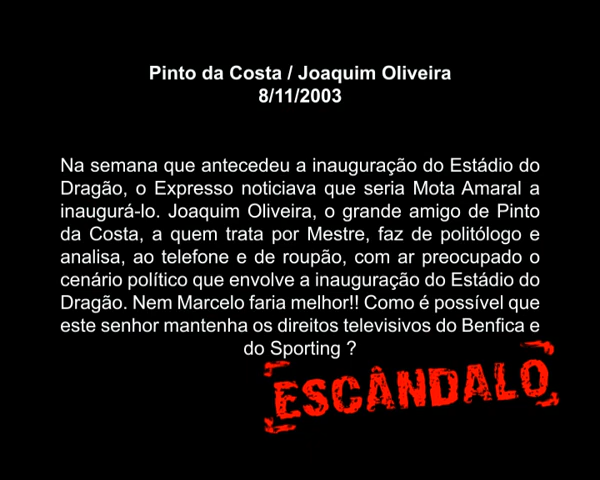 Pinto da Costa / Joaquim Oliveira
8/11/2003
Na semana que antecedeu a inauguração do Estádio do
Dragão, o Expresso noticiava que seria Mota Amaral a
inaugurá-lo. Joaquim Oliveira, o grande amigo de Pinto
da Costa, a quem trata por Mestre, faz de politólogo e
analisa, ao telefone e de roupão, com ar preocupado o
cenário político que envolve a inauguração do Estádio do
Dragão. Nem Marcelo faria melhor!! Como é possível que
este senhor mantenha os direitos televisivos do Benfica e
do Sporting ?
ESCÂNDALO